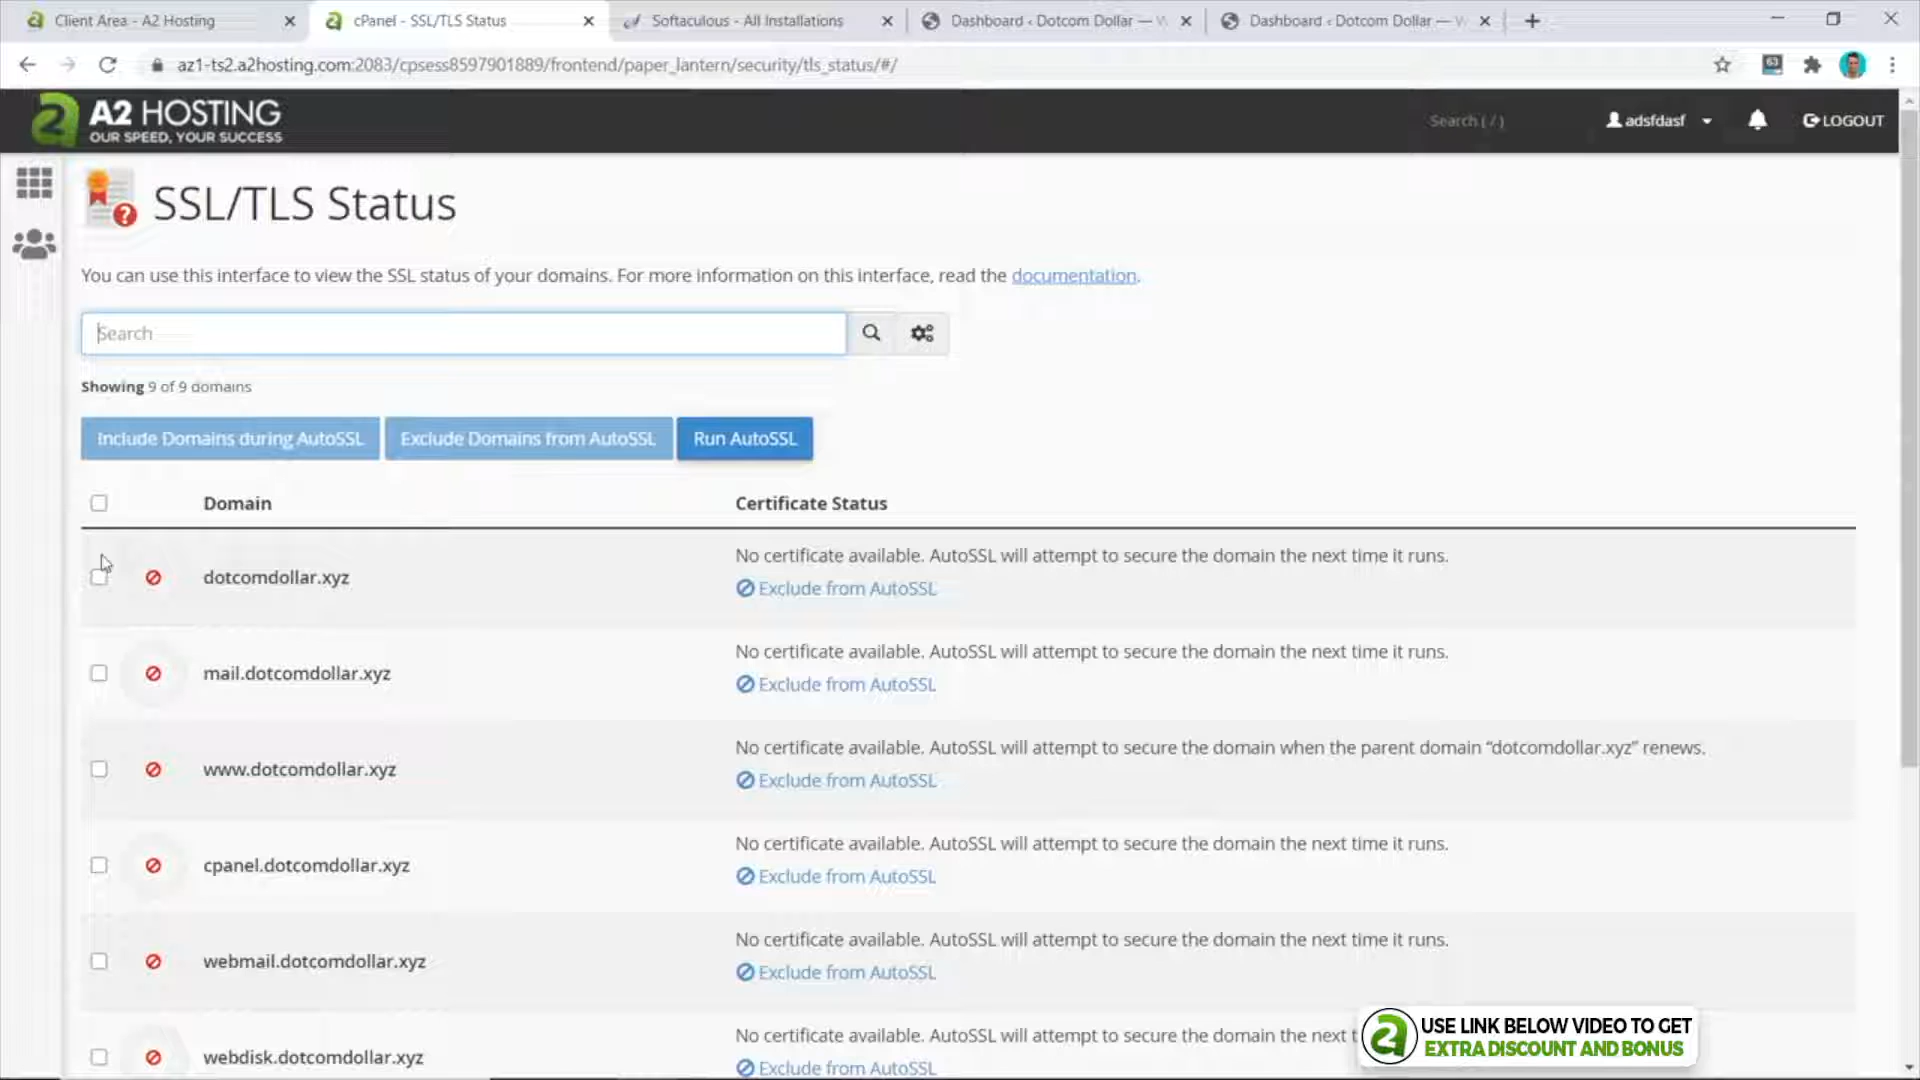 Client Area - A2 Hosting
cPanel - SSL/TLS Status
Softaculous - All Installations
Dashboard ‹ Dotcom Dollar — W
Dashboard ‹ Dotcom Dollar — W
az1-ts2.a2hosting.com:2083/cpsess8597901889/frontend/paper_lantern/security/tls_status/#/
63
A2 HOSTING
OUR SPEED, YOUR SUCCESS
Search ( / )
adsfdasf
LOGOUT
SSL/TLS Status
You can use this interface to view the SSL status of your domains. For more information on this interface, read the documentation.
Search
Showing 9 of 9 domains
Include Domains during AutoSSL
Exclude Domains from AutoSSL
Run AutoSSL
Domain
Certificate Status
dotcomdollar.xyz
No certificate available. AutoSSL will attempt to secure the domain the next time it runs.
Exclude from AutoSSL
mail.dotcomdollar.xyz
No certificate available. AutoSSL will attempt to secure the domain the next time it runs.
Exclude from AutoSSL
www.dotcomdollar.xyz
No certificate available. AutoSSL will attempt to secure the domain when the parent domain “dotcomdollar.xyz” renews.
Exclude from AutoSSL
cpanel.dotcomdollar.xyz
No certificate available. AutoSSL will attempt to secure the domain the next time it runs.
Exclude from AutoSSL
webmail.dotcomdollar.xyz
No certificate available. AutoSSL will attempt to secure the domain the next time it runs.
Exclude from AutoSSL
webdisk.dotcomdollar.xyz
No certificate available. AutoSSL will attempt to secure the domain the next t
Exclude from AutoSSL
USE LINK BELOW VIDEO TO GET
EXTRA DISCOUNT AND BONUS